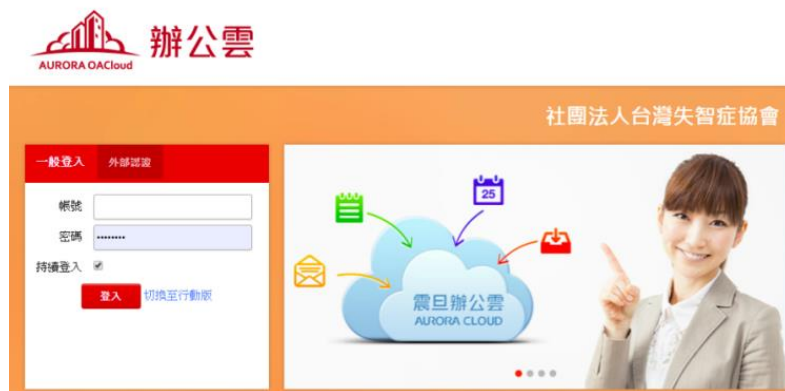 辦公雲
AURORA OACloud
社團法人台灣失智症協會
一般登入 外部認證
帳號
密碼 ••••••••
持續登入
登入 切換至行動版
25
震旦辦公雲
AURORA CLOUD